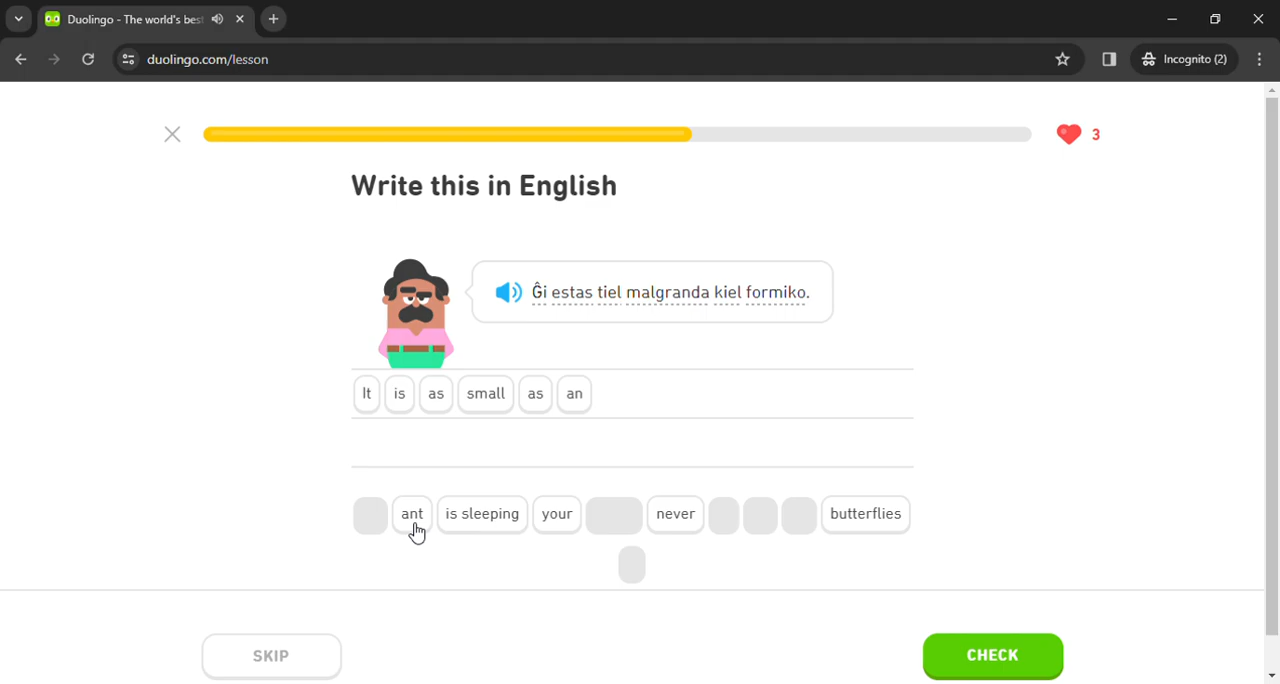 Duolingo - The world's bes
duolingo.com/lesson
Incognito (2)
3
Write this in English
Ĝi estas tiel malgranda kiel formiko.
It is as small as an
ant is sleeping your never butterflies
SKIP CHECK